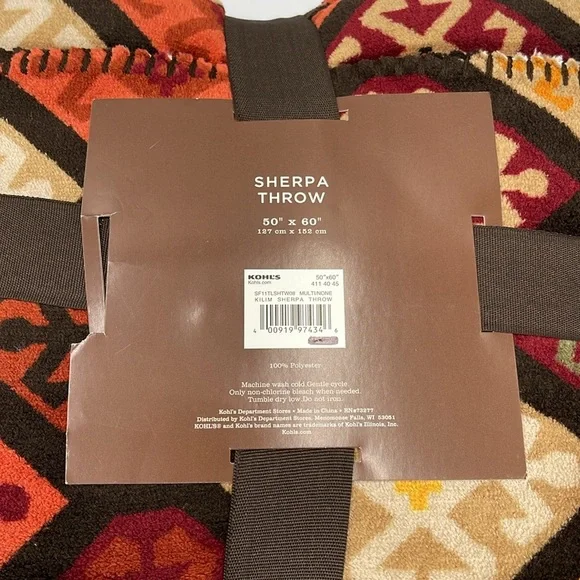 SHERPA
THROW
50" x 60"
127 cm x 152 cm
KOHL'S 50"x60"
Kohls.com 411 40 45
SF11TLSHTW09 MULTI/NONE
KILIM SHERPA THROW
4 00919 97434 6
100% Polyester
Machine wash cold Gentle cycle
Only non-chlorine bleach when needed.
Tumble dry low. Do not iron.
Kohl's Department Stores • Made in China • RN#73277
Distributed by Kohl's Department Stores, Menomonee Falls, WI 53051
KOHL'S® and Kohl's brand names are trademarks of Kohl's Illinois, Inc.
Kohls.com